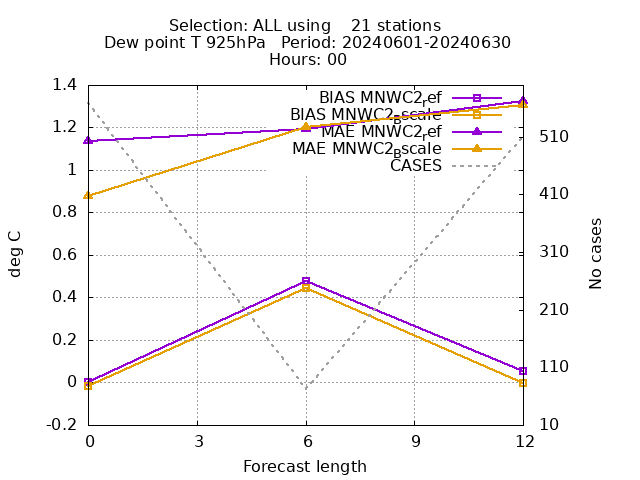 Selection: ALL using 21 stations
Dew point T 925hPa Period: 20240601-20240630
Hours: 00
1.4
1.2
1
0.8
0.6
0.4
0.2
0
-0.2
deg C
BIAS MNWC2_ref
BIAS MNWC2_Bscale
MAE MNWC2_ref
MAE MNWC2_Bscale
CASES
510
410
310
210
110
10
No cases
0 3 6 9 12
Forecast length